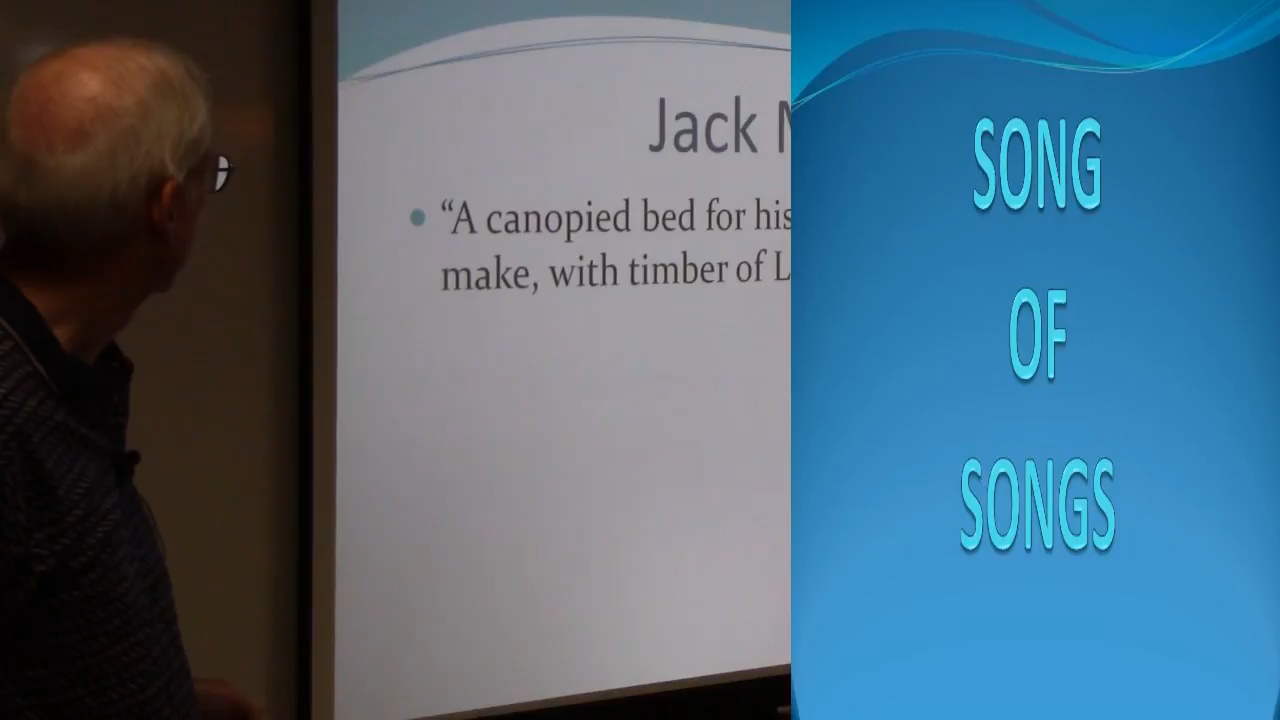 Jack
“A canopied bed for his
make, with timber of L
SONG
OF
SONGS